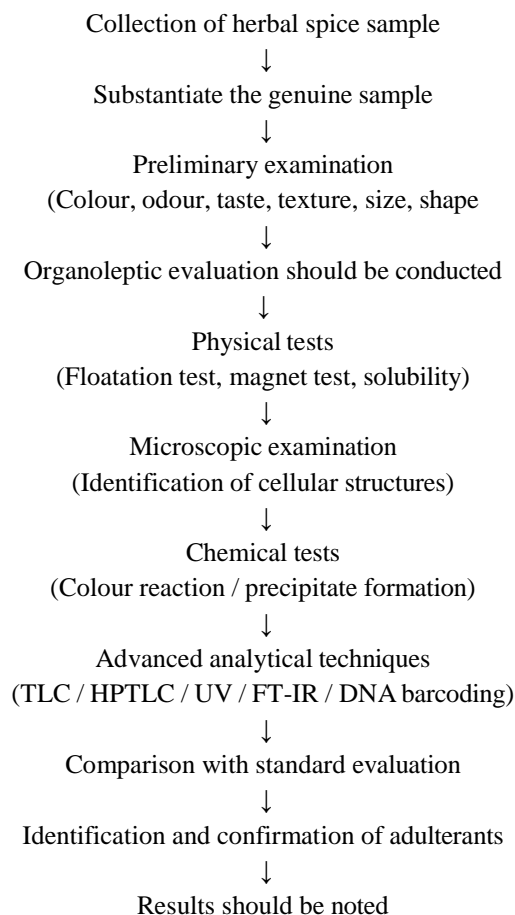 Collection of herbal spice sample
↓
Substantiate the genuine sample
↓
Preliminary examination
(Colour, odour, taste, texture, size, shape
↓
Organoleptic evaluation should be conducted
↓
Physical tests
(Floatation test, magnet test, solubility)
↓
Microscopic examination
(Identification of cellular structures)
↓
Chemical tests
(Colour reaction / precipitate formation)
↓
Advanced analytical techniques
(TLC / HPTLC / UV / FT-IR / DNA barcoding)
↓
Comparison with standard evaluation
↓
Identification and confirmation of adulterants
↓
Results should be noted